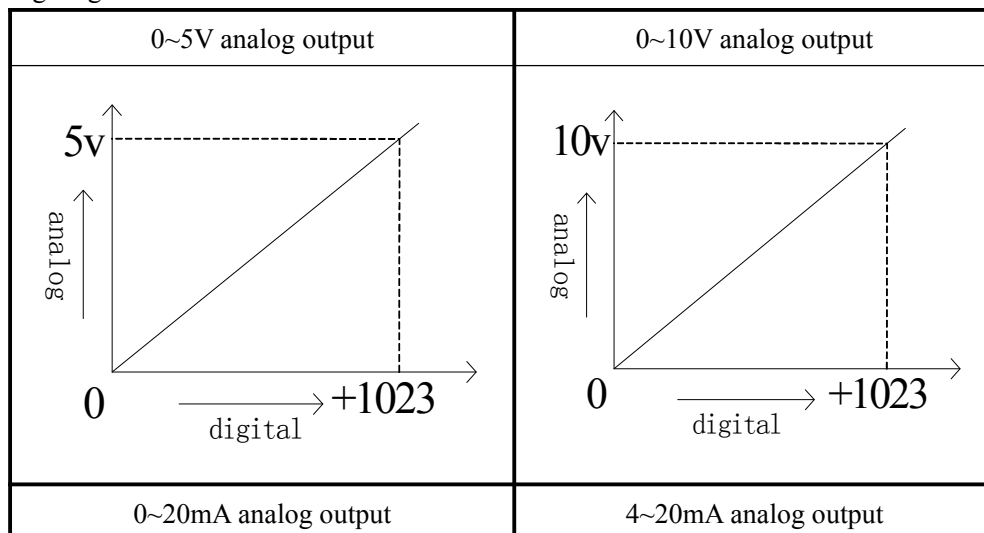 0~5V analog output
0~10V analog output
5v
analog
0
digital
+1023
10v
analog
0
digital
+1023
0~20mA analog output
4~20mA analog output